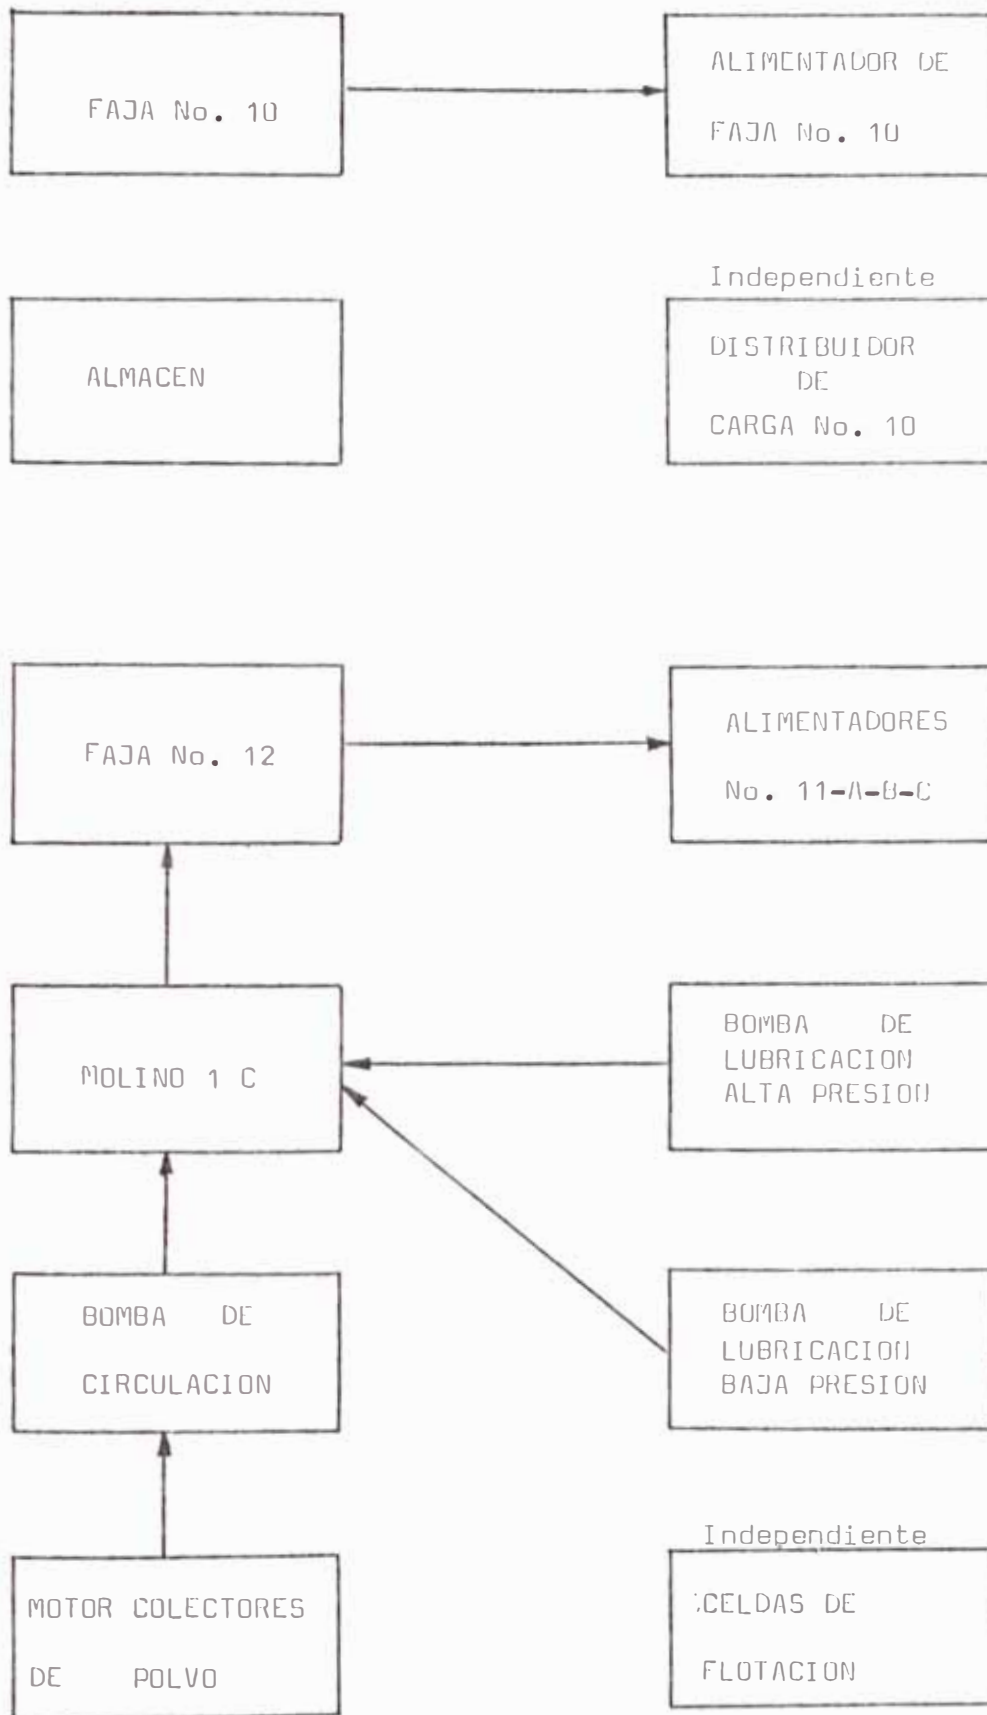 FAJA No. 10
ALIMENTADOR DE
FAJA No. 10
ALMACEN
Independiente
DISTRIBUIDOR
DE
CARGA No. 10
FAJA No. 12
ALIMENTADORES
No. 11-A-B-C
MOLINO 1 C
BOMBA DE
LUBRICACION
ALTA PRESION
BOMBA DE
CIRCULACION
BOMBA DE
LUBRICACION
BAJA PRESION
MOTOR COLECTORES
DE POLVO
Independiente
CELDAS DE
FLOTACION